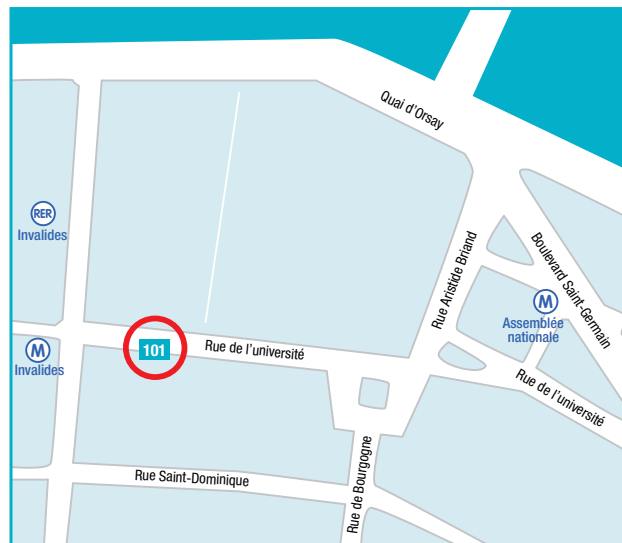 Quai d'Orsay
RER
Invalides
Rue Aristide Briand
Boulevard Saint-Germain
M
Assemblée
nationale
M
Invalides
101
Rue de l'université
Rue de l'université
Rue de Bourgogne
Rue Saint-Dominique